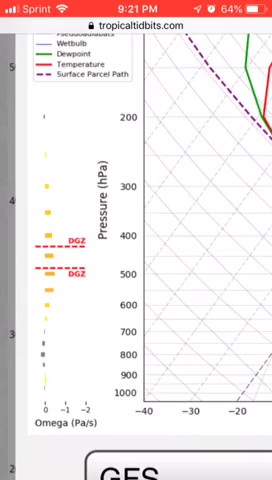 Sprint 9:21 PM 64%
tropicaltidbits.com
Pseudoadiabats
Wetbulb
Dewpoint
Temperature
Surface Parcel Path
200
300
400
500
600
700
800
900
1000
Pressure (hPa)
DGZ
DGZ
0 −1 −2
Omega (Pa/s)
−40 −30 −20
GFS